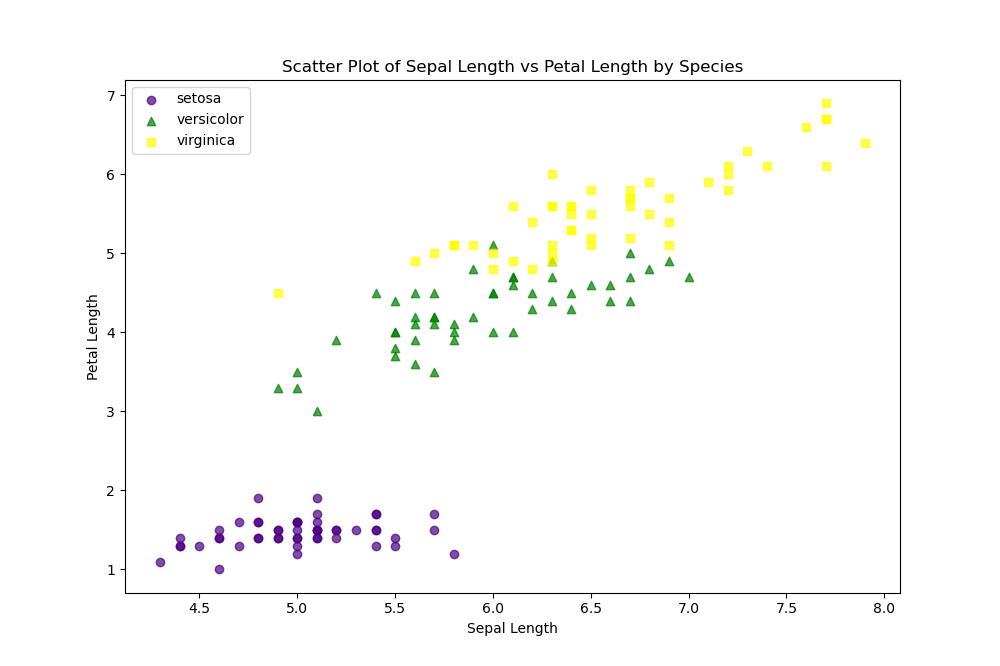 Scatter Plot of Sepal Length vs Petal Length by Species
setosa
versicolor
virginica
7
6
5
4
3
2
1
Petal Length
4.5 5.0 5.5 6.0 6.5 7.0 7.5 8.0
Sepal Length